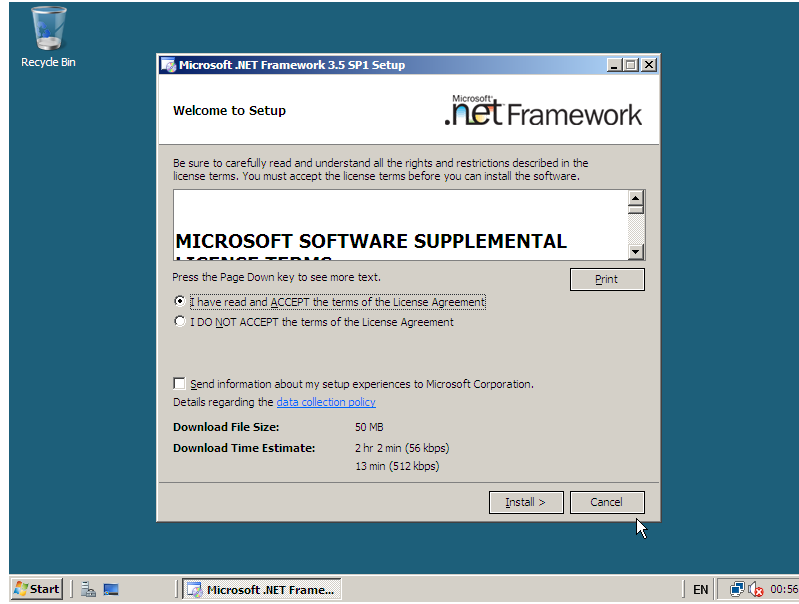 Recycle Bin
Microsoft .NET Framework 3.5 SP1 Setup
Welcome to Setup
Microsoft
.net Framework
Be sure to carefully read and understand all the rights and restrictions described in the
license terms. You must accept the license terms before you can install the software.
MICROSOFT SOFTWARE SUPPLEMENTAL
LICENSE TERMS
Press the Page Down key to see more text.
Print
I have read and ACCEPT the terms of the License Agreement
I DO NOT ACCEPT the terms of the License Agreement
Send information about my setup experiences to Microsoft Corporation.
Details regarding the data collection policy
Download File Size: 50 MB
Download Time Estimate: 2 hr 2 min (56 kbps)
13 min (512 kbps)
Install >
Cancel
Start
Microsoft .NET Frame...
EN
00:56